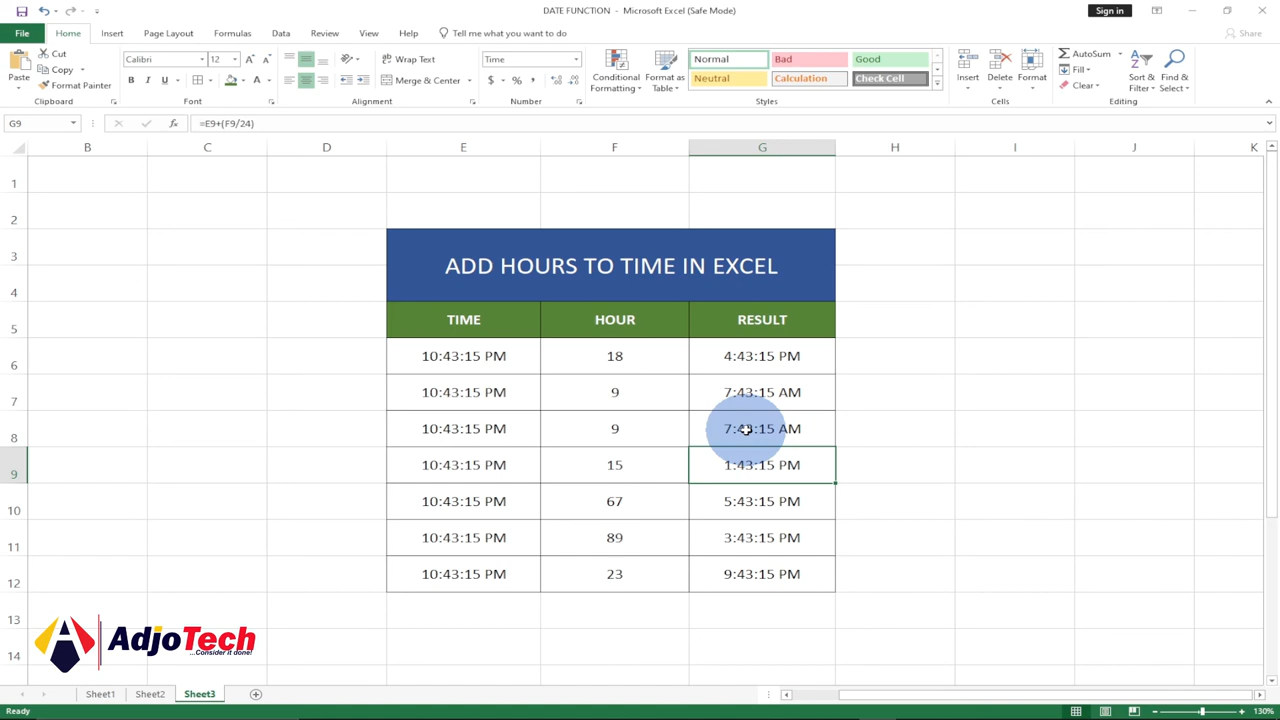 DATE FUNCTION - Microsoft Excel (Safe Mode)
Sign in
File Home Insert Page Layout Formulas Data Review View Help Tell me what you want to do Share
Paste
Cut
Copy
Format Painter
Clipboard
Calibri 12
B I U A
Font
Wrap Text
Merge & Center
Alignment
Time
$ % ,
Number
Conditional Formatting
Format as Table
Normal Bad Good
Neutral Calculation Check Cell
Styles
Insert Delete Format
Cells
AutoSum
Fill
Clear
Sort & Filter
Find & Select
Editing
G9 fx =E9+(F9/24)
B C D E F G H I J K
1
2
3
4
ADD HOURS TO TIME IN EXCEL
5 TIME HOUR RESULT
6 10:43:15 PM 18 4:43:15 PM
7 10:43:15 PM 9 7:43:15 AM
8 10:43:15 PM 9 7:43:15 AM
9 10:43:15 PM 15 1:43:15 PM
10 10:43:15 PM 67 5:43:15 PM
11 10:43:15 PM 89 3:43:15 PM
12 10:43:15 PM 23 9:43:15 PM
13
14
AdjoTech
...Consider it done!
Sheet1 Sheet2 Sheet3
Ready
130%